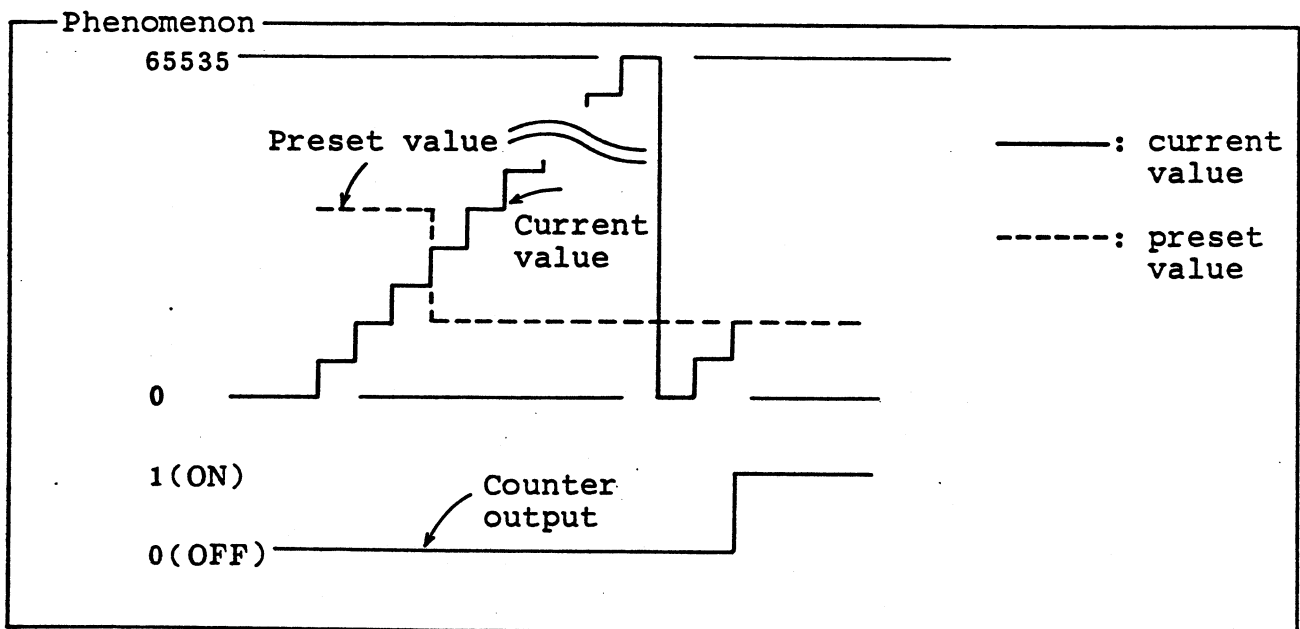 Phenomenon
65535
Preset value
Current
value
0
1(ON)
Counter
output
0(OFF)
———: current
value
------: preset
value